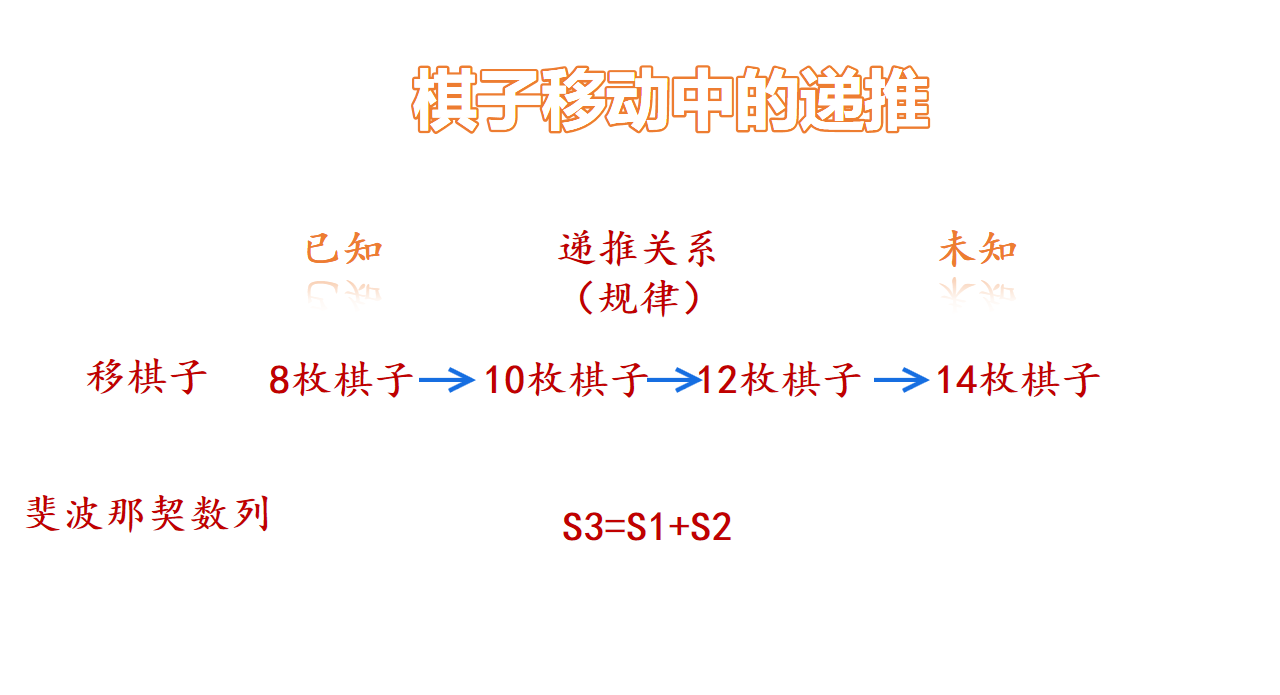 棋子移动中的递推
已知 递推关系 未知
（规律）
移棋子 8枚棋子 10枚棋子 12枚棋子 14枚棋子
斐波那契数列 S3=S1+S2